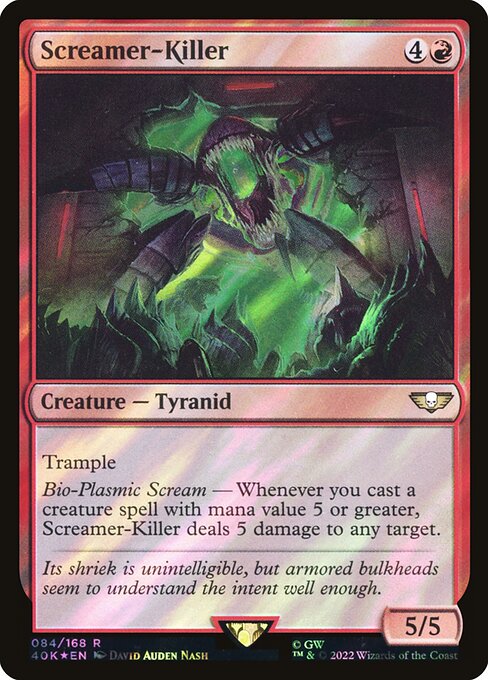 Screamer-Killer 4
Creature — Tyranid
Trample
Bio-Plasmic Scream — Whenever you cast a
creature spell with mana value 5 or greater,
Screamer-Killer deals 5 damage to any target.
Its shriek is unintelligible, but armored bulkheads
seem to understand the intent well enough.
5/5
084/168 R
40K★EN David Auden Nash
© GW
™ & © 2022 Wizards of the Coast